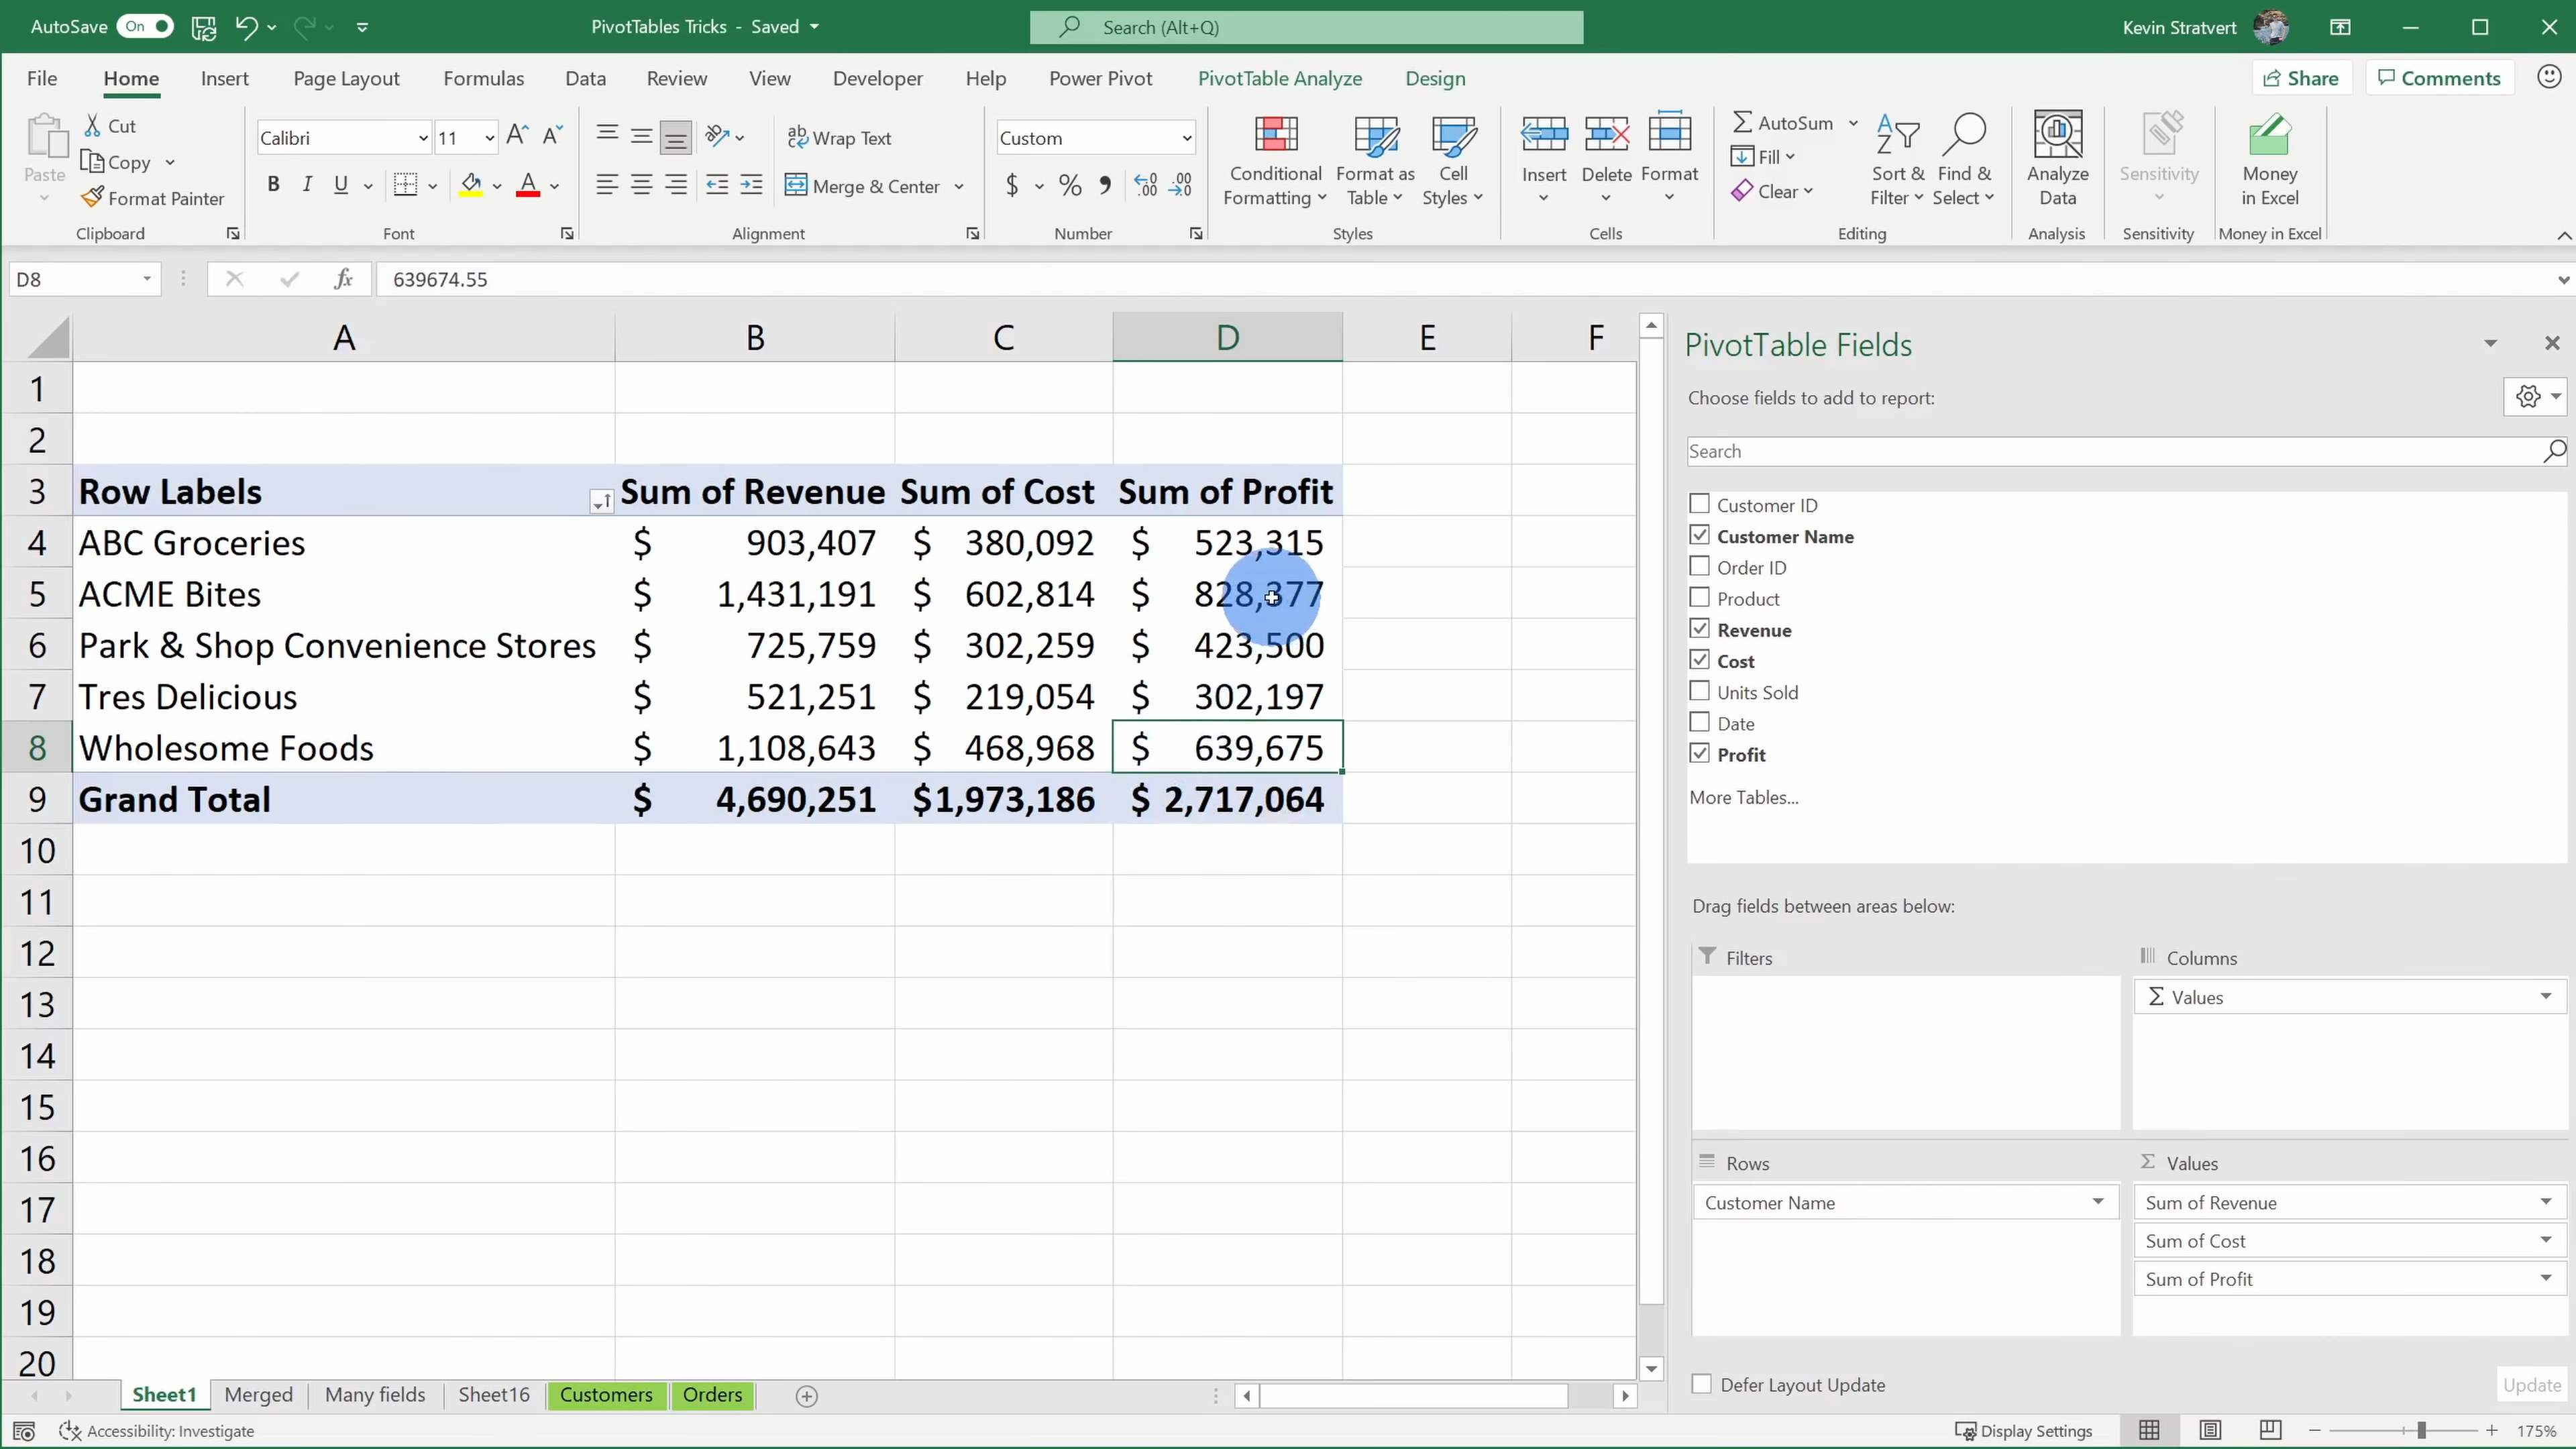 AutoSave On PivotTables Tricks - Saved Search (Alt+Q) Kevin Stratvert
File Home Insert Page Layout Formulas Data Review View Developer Help Power Pivot PivotTable Analyze Design Share Comments
Paste Cut Copy Format Painter
Clipboard
Calibri 11
B I U
Font
Wrap Text
Merge & Center
Alignment
Custom
$ % 9
Number
Conditional Formatting Format as Table Cell Styles
Styles
Insert Delete Format
Cells
AutoSum Fill Clear
Sort & Filter Find & Select
Editing
Analyze Data
Analysis
Sensitivity
Sensitivity
Money in Excel
Money in Excel
D8 fx 639674.55
A B C D E F
1
2
3 Row Labels Sum of Revenue Sum of Cost Sum of Profit
4 ABC Groceries $ 903,407 $ 380,092 $ 523,315
5 ACME Bites $ 1,431,191 $ 602,814 $ 828,377
6 Park & Shop Convenience Stores $ 725,759 $ 302,259 $ 423,500
7 Tres Delicious $ 521,251 $ 219,054 $ 302,197
8 Wholesome Foods $ 1,108,643 $ 468,968 $ 639,675
9 Grand Total $ 4,690,251 $1,973,186 $ 2,717,064
10
11
12
13
14
15
16
17
18
19
20
PivotTable Fields
Choose fields to add to report:
Search
Customer ID
Customer Name
Order ID
Product
Revenue
Cost
Units Sold
Date
Profit
More Tables...
Drag fields between areas below:
Filters
Columns
Σ Values
Rows
Customer Name
Σ Values
Sum of Revenue
Sum of Cost
Sum of Profit
Defer Layout Update Update
Sheet1 Merged Many fields Sheet16 Customers Orders
Accessibility: Investigate Display Settings 175%